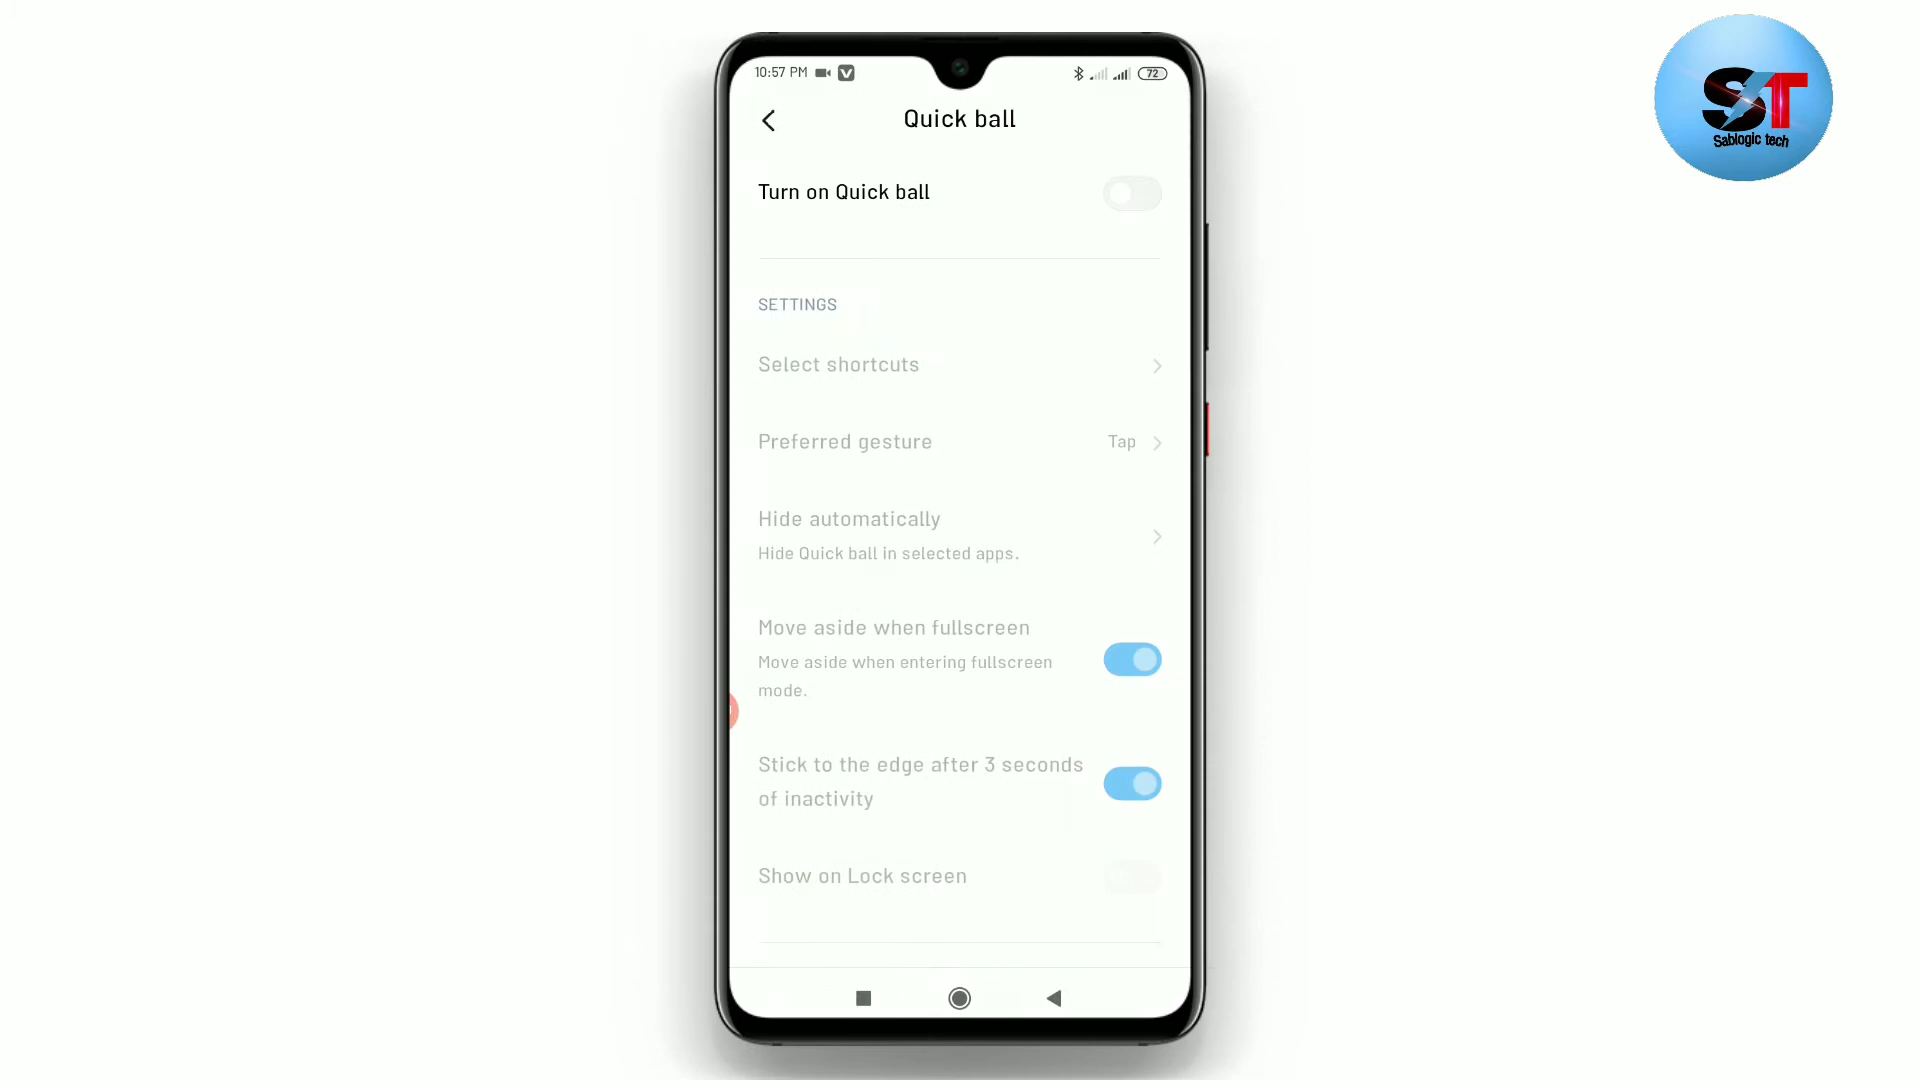 10:57 PM
72
Quick ball
Turn on Quick ball
SETTINGS
Select shortcuts
Preferred gesture
Tap
Hide automatically
Hide Quick ball in selected apps.
Move aside when fullscreen
Move aside when entering fullscreen
mode.
Stick to the edge after 3 seconds
of inactivity
Show on Lock screen
ST
Sablogic tech